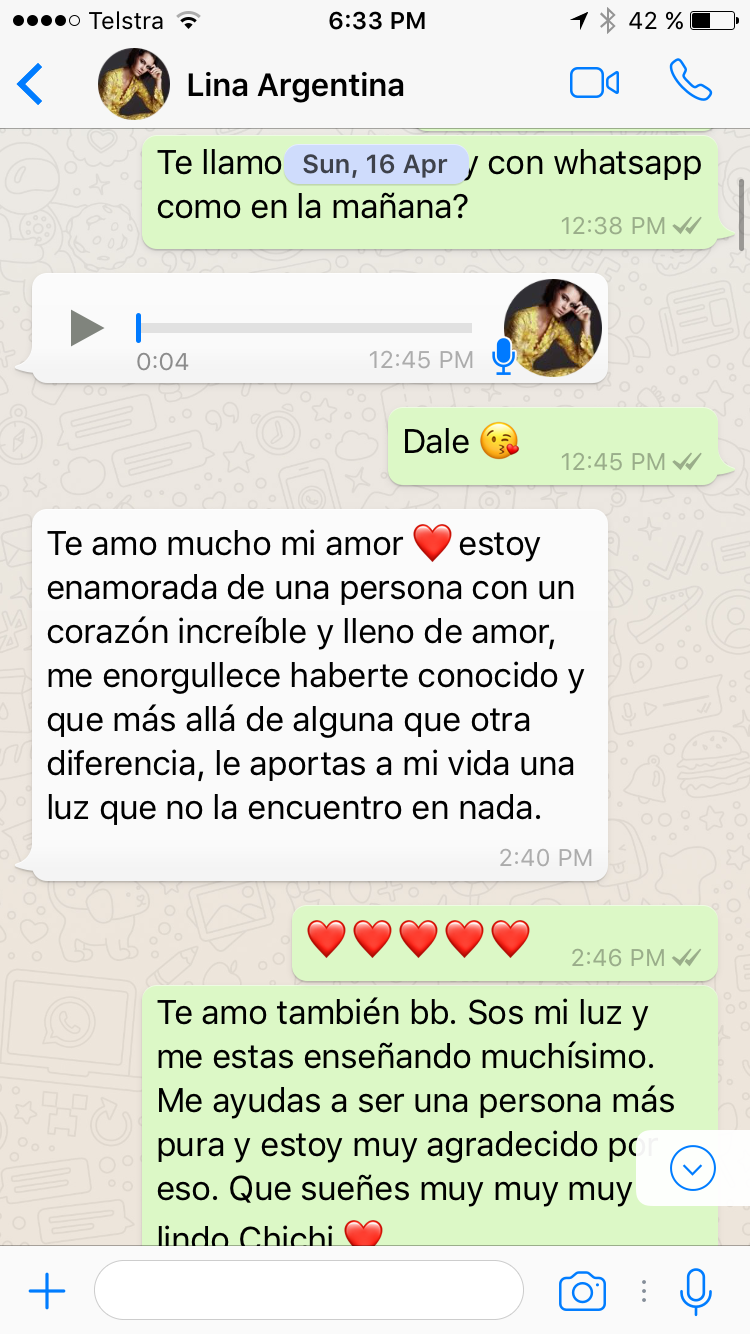 Telstra 6:33 PM 42 %
Lina Argentina
Te llamo Sun, 16 Apr y con whatsapp
como en la mañana?
12:38 PM
0:04 12:45 PM
Dale 😘
12:45 PM
Te amo mucho mi amor ❤️ estoy
enamorada de una persona con un
corazón increíble y lleno de amor,
me enorgullece haberte conocido y
que más allá de alguna que otra
diferencia, le aportas a mi vida una
luz que no la encuentro en nada.
2:40 PM
❤️❤️❤️❤️❤️
2:46 PM
Te amo también bb. Sos mi luz y
me estas enseñando muchísimo.
Me ayudas a ser una persona más
pura y estoy muy agradecido por
eso. Que sueñes muy muy muy
lindo Chichi ❤️